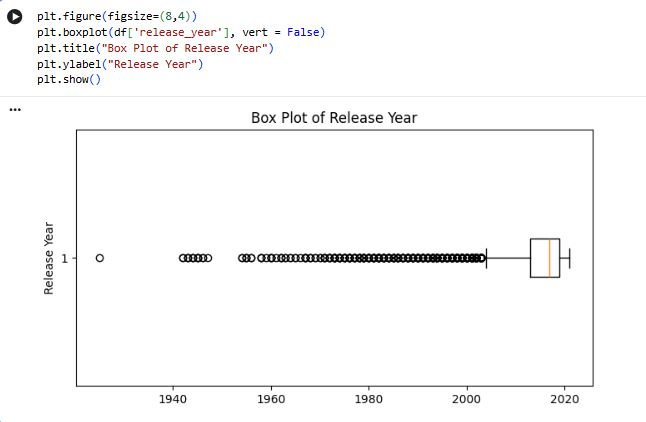 plt.figure(figsize=(8,4))
plt.boxplot(df['release_year'], vert = False)
plt.title("Box Plot of Release Year")
plt.ylabel("Release Year")
plt.show()
Box Plot of Release Year
Release Year
1
1940 1960 1980 2000 2020